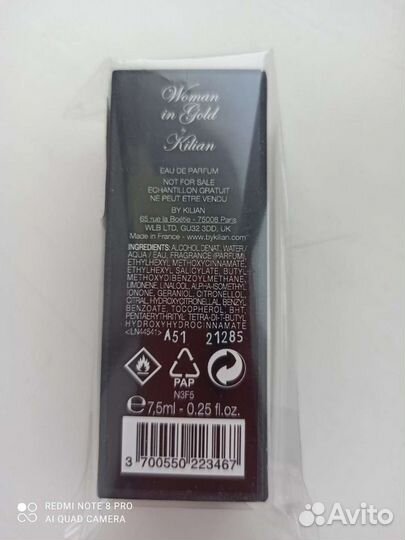 Woman
in Gold
by
Kilian
EAU DE PARFUM
NOT FOR SALE
ECHANTILLON GRATUIT
NE PEUT ETRE VENDU
BY KILIAN
65 rue la Boëtie - 75008 Paris
WLB LTD, GU32 3DD, UK
Made in France - www.bykilian.com
INGREDIENTS: ALCOHOL DENAT, WATER/
AQUA / EAU, FRAGRANCE (PARFUM),
ETHYLHEXYL METHOXYCINNAMATE,
ETHYLHEXYL SALICYLATE, BUTYL
METHOXYDIBENZOYLMETHANE,
LIMONENE, LINALOOL, ALPHA-ISOMETHYL
IONONE, GERANIOL, CITRONELLOL,
CITRAL, HYDROXYCITRONELLAL, BENZYL
BENZOATE, TOCOPHEROL, BHT,
PENTAERYTHRITYL TETRA-DI-T-BUTYL
HYDROXYHYDROCINNAMATE
<ILN44541> A51 21285
PAP
N3F5
℮ 7,5ml - 0.25 fl.oz.
3 700550 223467
REDMI NOTE 8 PRO
AI QUAD CAMERA
Avito